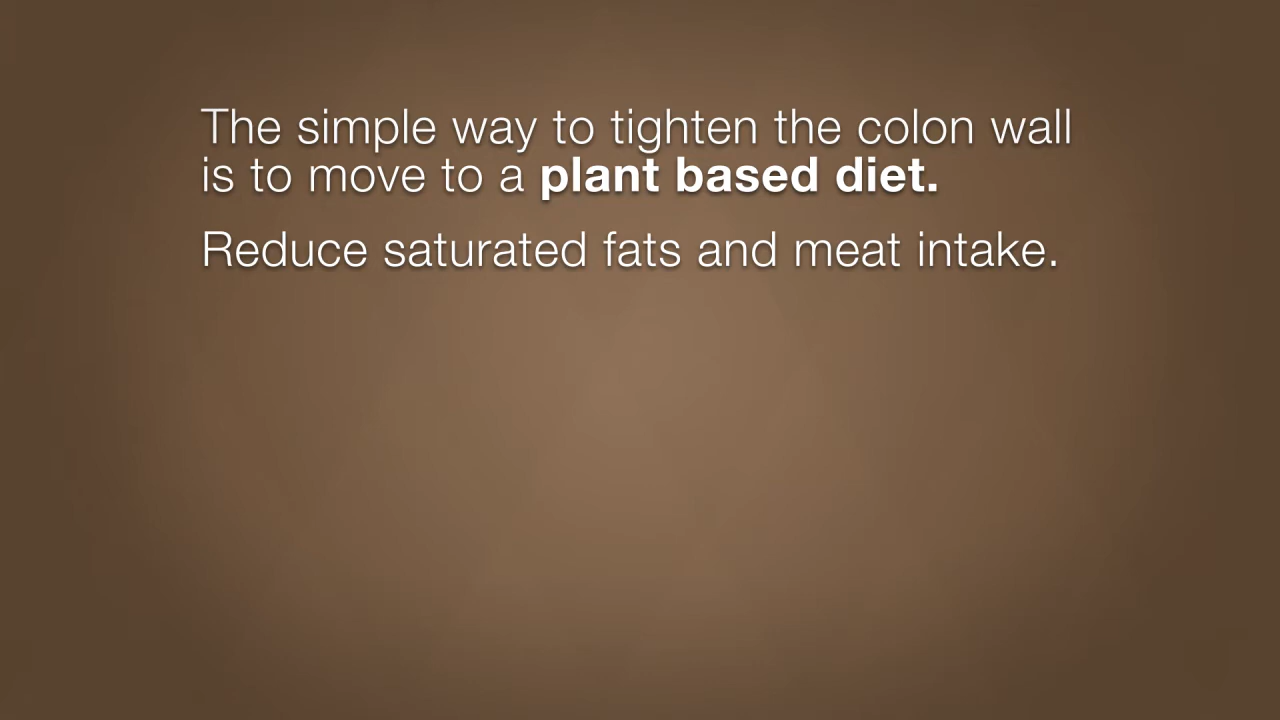 The simple way to tighten the colon wall
is to move to a plant based diet.
Reduce saturated fats and meat intake.